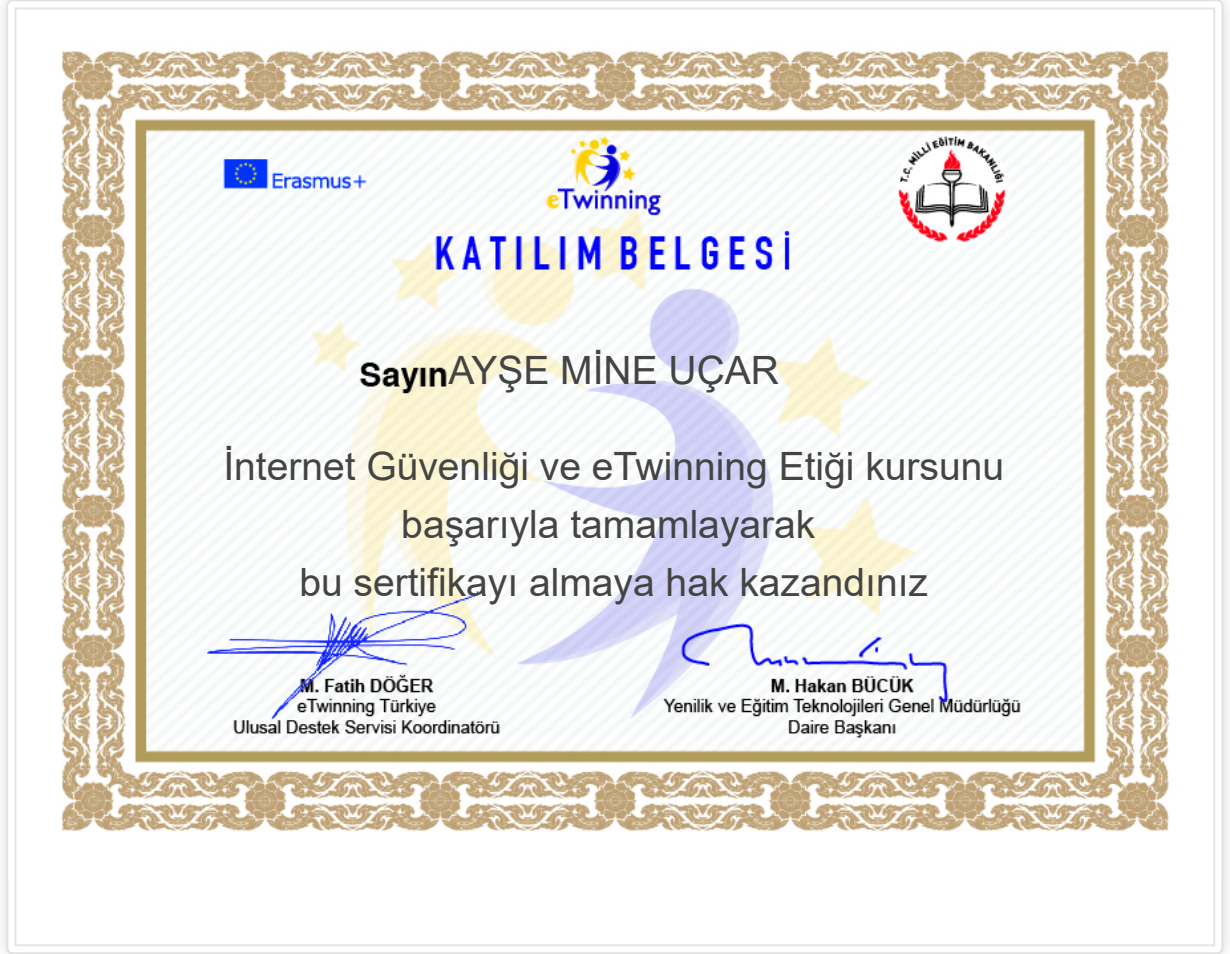 Erasmus+
eTwinning
T.C. MİLLİ EĞİTİM BAKANLIĞI
KATILIM BELGESİ
Sayın AYŞE MİNE UÇAR
İnternet Güvenliği ve eTwinning Etiği kursunu
başarıyla tamamlayarak
bu sertifikayı almaya hak kazandınız
M. Fatih DÖĞER
eTwinning Türkiye
Ulusal Destek Servisi Koordinatörü
M. Hakan BÜCÜK
Yenilik ve Eğitim Teknolojileri Genel Müdürlüğü
Daire Başkanı